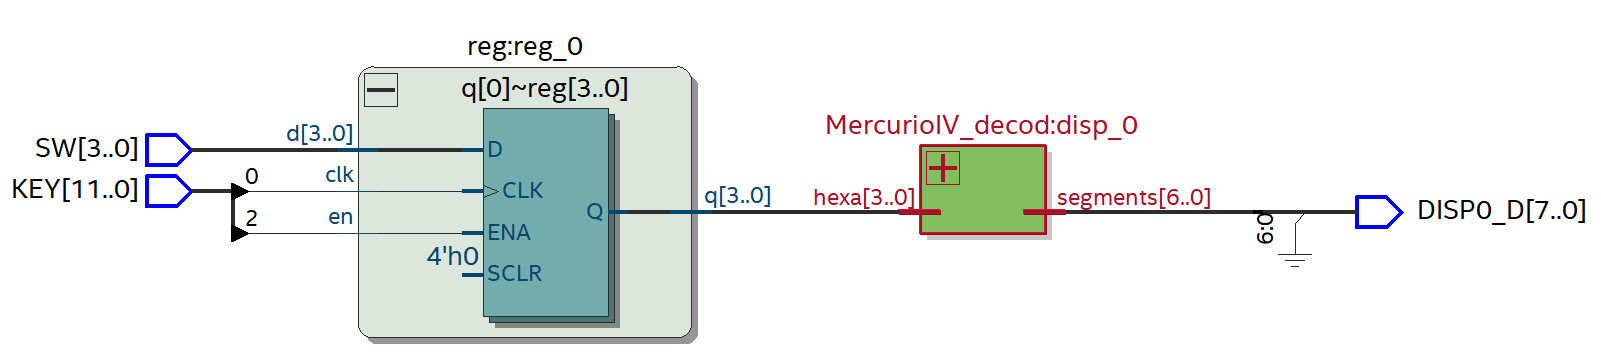 reg:reg_0
q[0]~reg[3..0]
MercurioIV_decod:disp_0
SW[3..0]
d[3..0]
D
KEY[11..0]
0
clk
CLK
q[3..0]
hexa[3..0]
segments[6..0]
DISP0_D[7..0]
2
en
Q
6:0
ENA
4'h0
SCLR